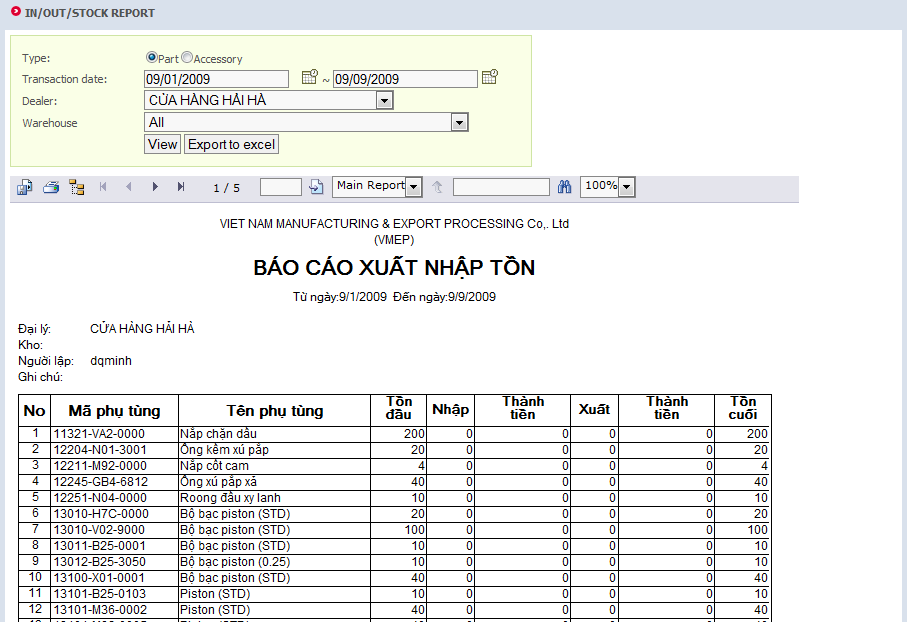 IN/OUT/STOCK REPORT
Type: Part Accessory
Transaction date: 09/01/2009 ~ 09/09/2009
Dealer: CỬA HÀNG HẢI HÀ
Warehouse All
View Export to excel
1 / 5 Main Report 100%
VIET NAM MANUFACTURING & EXPORT PROCESSING Co,. Ltd
(VMEP)
BÁO CÁO XUẤT NHẬP TỒN
Từ ngày:9/1/2009 Đến ngày:9/9/2009
Đại lý: CỬA HÀNG HẢI HÀ
Kho:
Người lập: dqminh
Ghi chú:
No Mã phụ tùng Tên phụ tùng Tồn đầu Nhập Thành tiền Xuất Thành tiền Tồn cuối
1 11321-VA2-0000 Nắp chặn dầu 200 0 0 0 0 200
2 12204-N01-3001 Ống kềm xú páp 20 0 0 0 0 20
3 12211-M92-0000 Nắp cốt cam 4 0 0 0 0 4
4 12245-GB4-6812 Ống xú páp xả 40 0 0 0 0 40
5 12251-N04-0000 Roong đầu xy lanh 10 0 0 0 0 10
6 13010-H7C-0000 Bộ bạc piston (STD) 20 0 0 0 0 20
7 13010-V02-9000 Bộ bạc piston (STD) 100 0 0 0 0 100
8 13011-B25-0001 Bộ bạc piston (STD) 10 0 0 0 0 10
9 13012-B25-3050 Bộ bạc piston (0.25) 10 0 0 0 0 10
10 13100-X01-0001 Bộ bạc piston (STD) 40 0 0 0 0 40
11 13101-B25-0103 Piston (STD) 10 0 0 0 0 10
12 13101-M36-0002 Piston (STD) 40 0 0 0 0 40